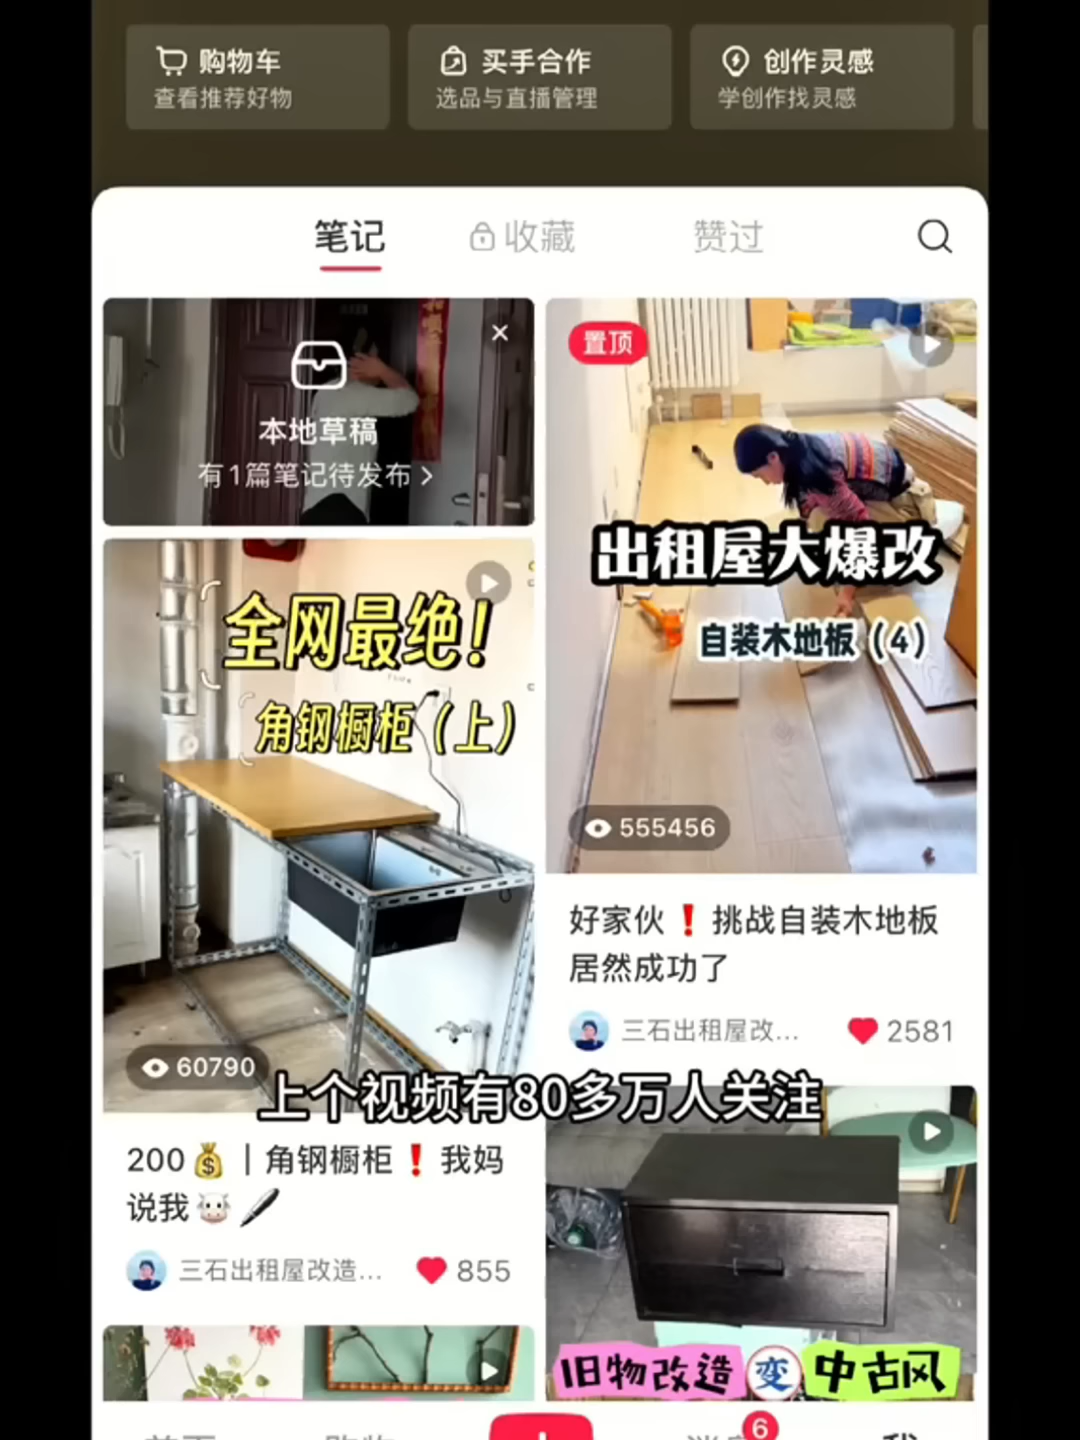 购物车
查看推荐好物
买手合作
选品与直播管理
创作灵感
学创作找灵感
笔记
收藏
赞过
本地草稿
有1篇笔记待发布
置顶
出租屋大爆改
自装木地板（4）
555456
好家伙❗挑战自装木地板
居然成功了
三石出租屋改...
2581
全网最绝！
角钢橱柜（上）
60790
上个视频有80多万人关注
200💰｜角钢橱柜❗我妈
说我🐮🖊
三石出租屋改造...
855
旧物改造 变 中古风
6